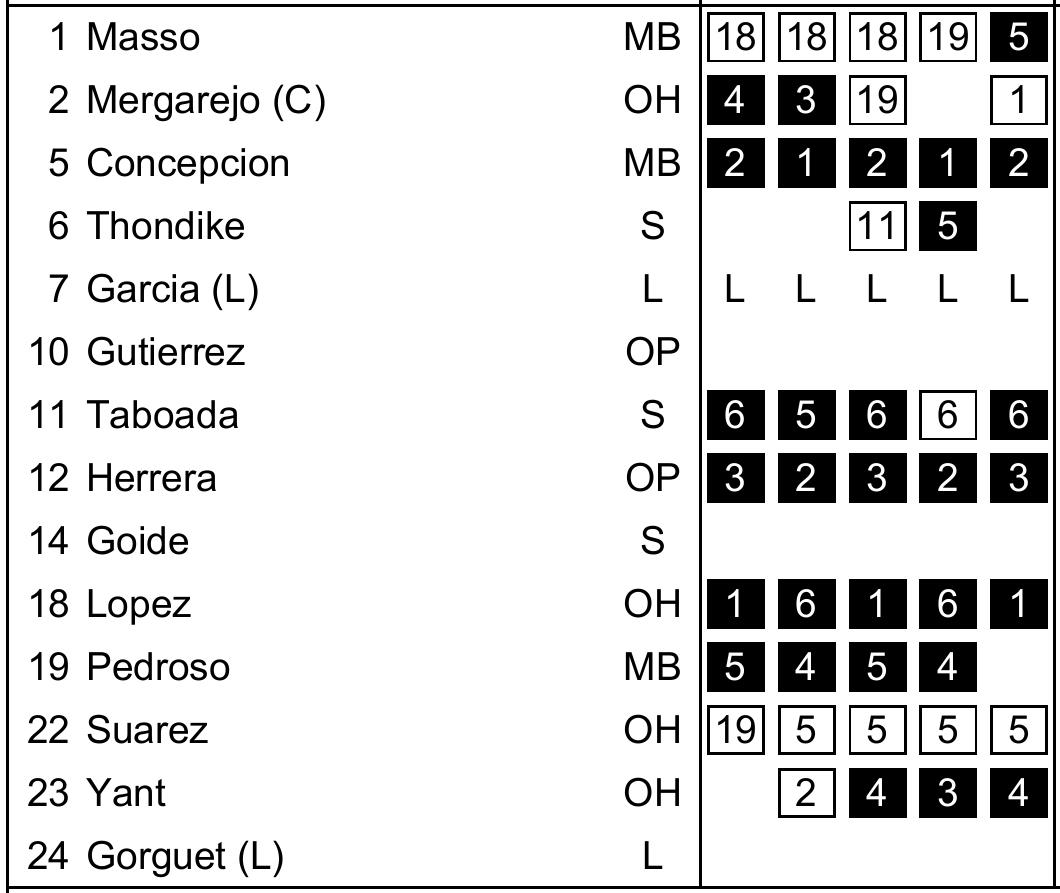 1 Masso MB 18 18 18 19 5
2 Mergarejo (C) OH 4 3 19 1
5 Concepcion MB 2 1 2 1 2
6 Thondike S 11 5
7 Garcia (L) L L L L L L
10 Gutierrez OP
11 Taboada S 6 5 6 6 6
12 Herrera OP 3 2 3 2 3
14 Goide S
18 Lopez OH 1 6 1 6 1
19 Pedroso MB 5 4 5 4
22 Suarez OH 19 5 5 5 5
23 Yant OH 2 4 3 4
24 Gorguet (L) L